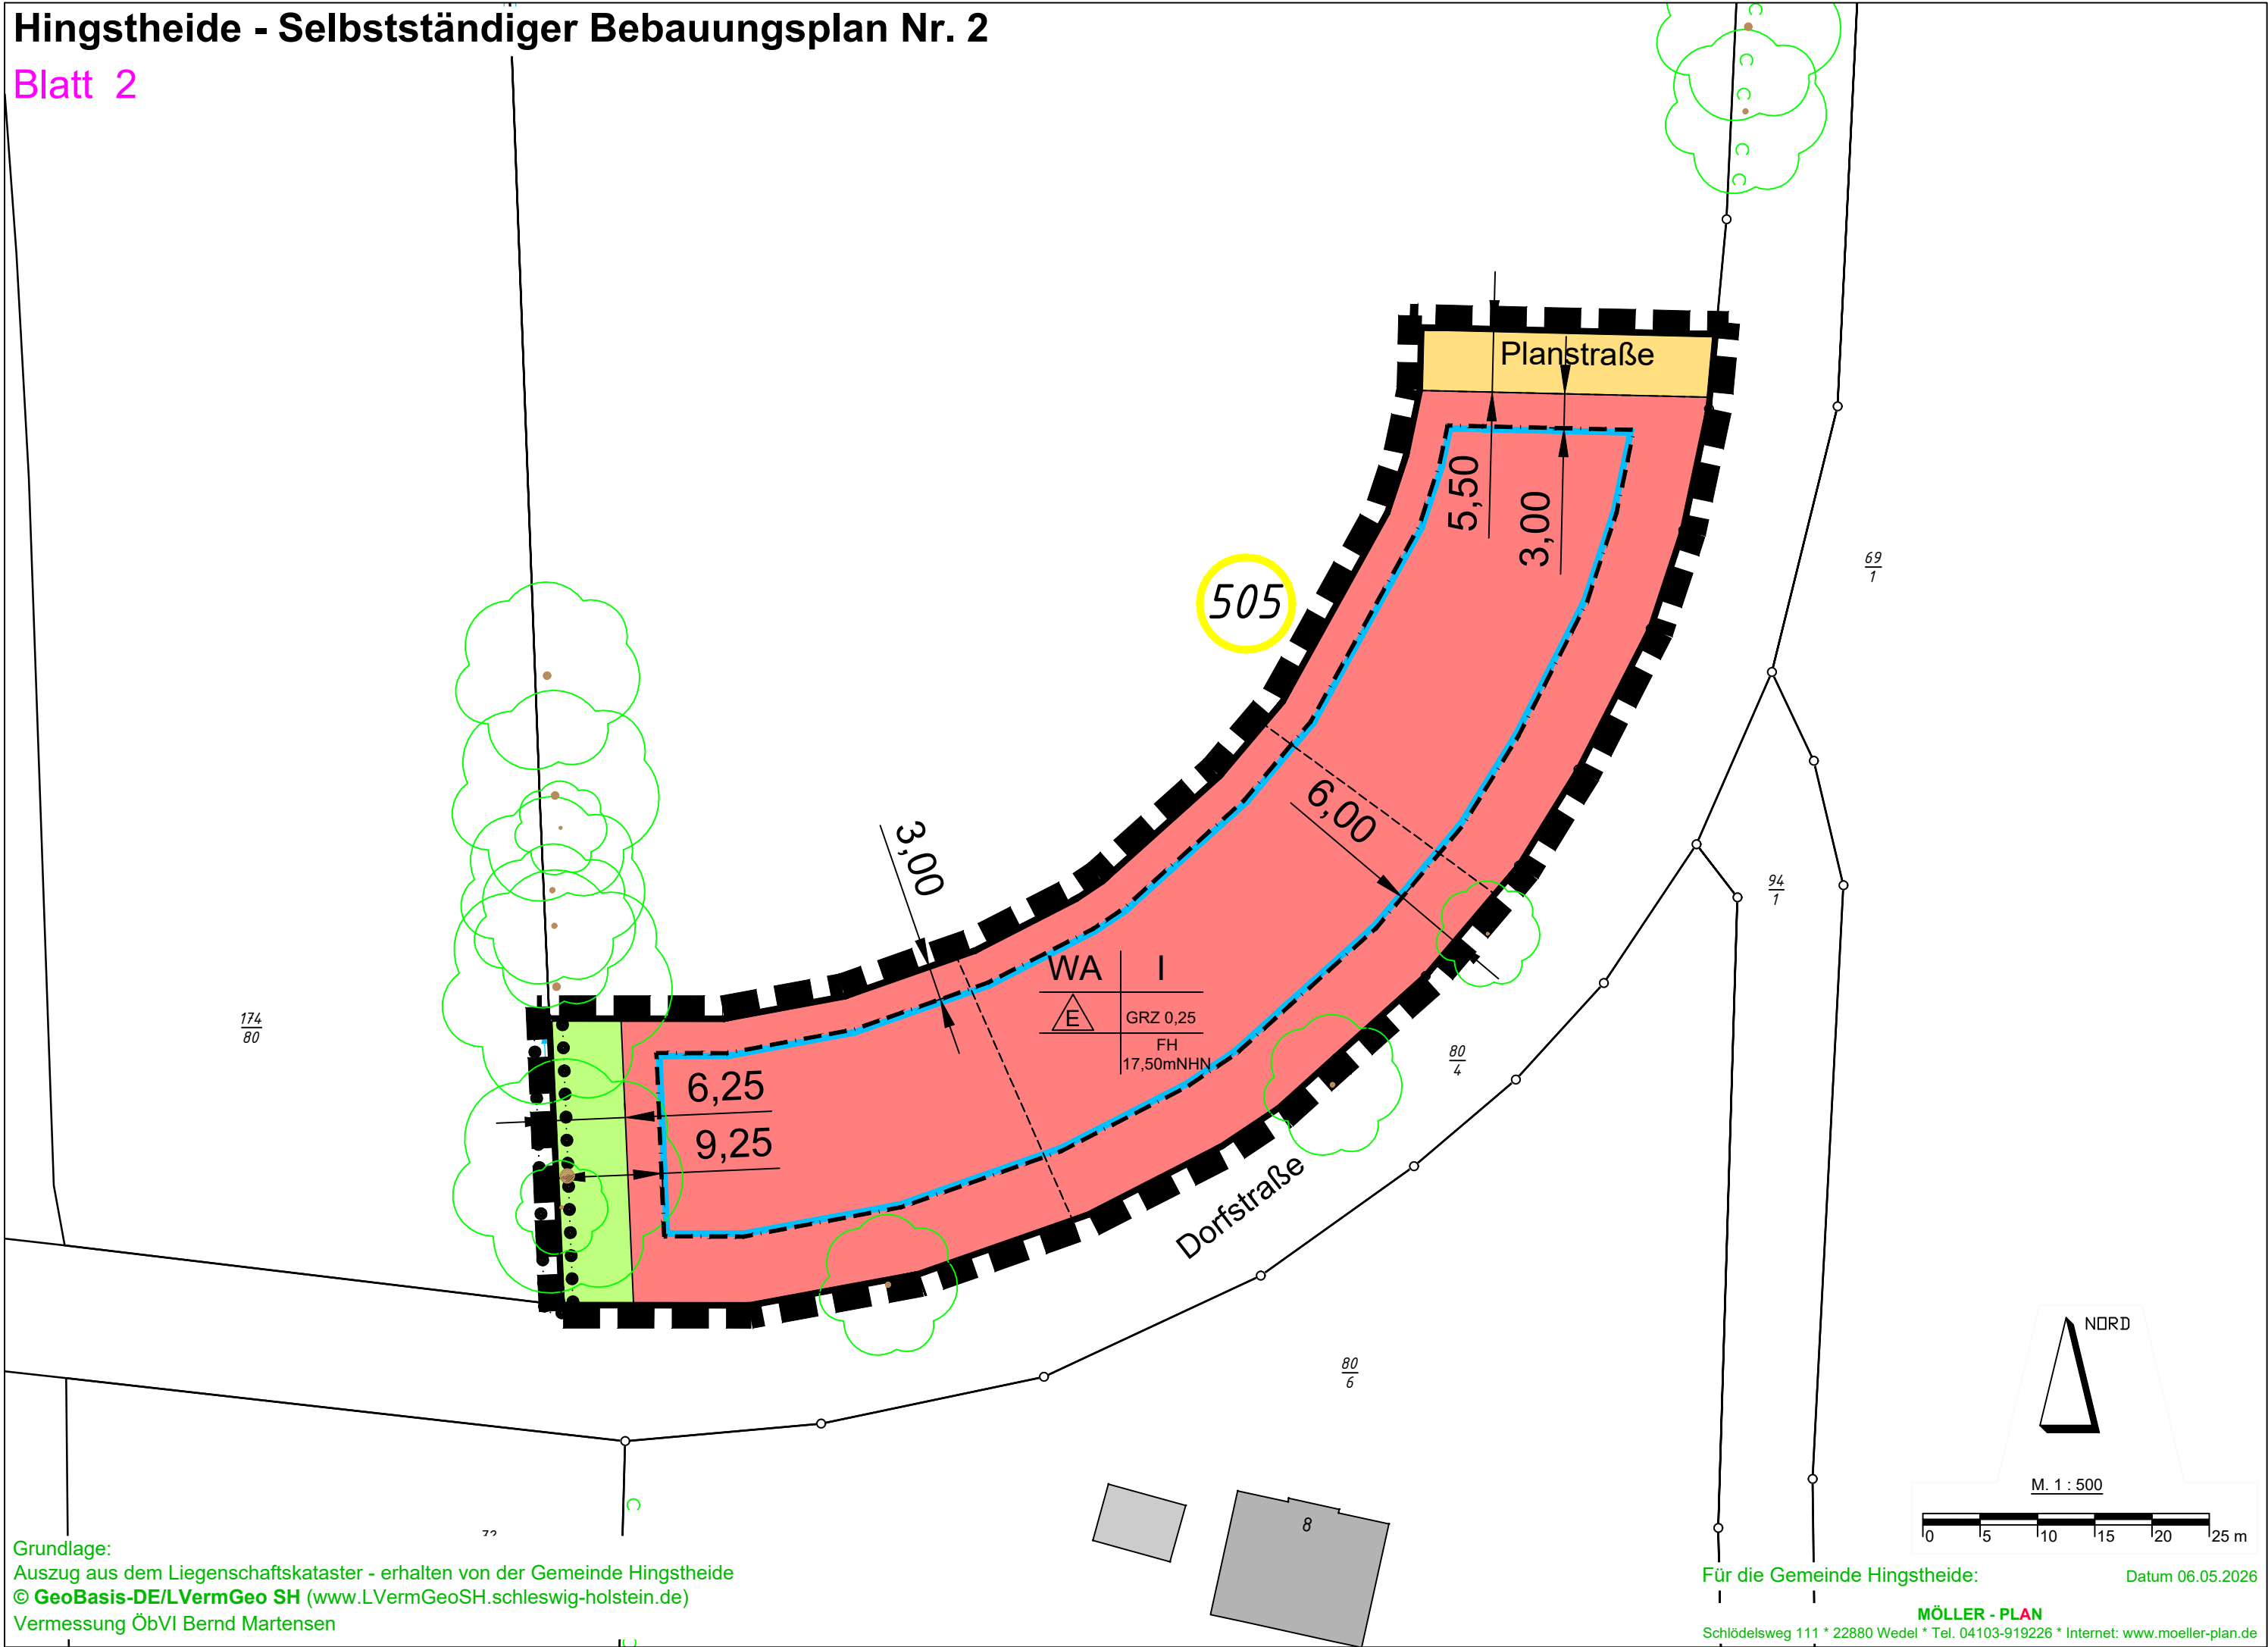 Hingstheide - Selbstständiger Bebauungsplan Nr. 2
Blatt 2
Planstraße
5,50
3,00
505
69
1
6,00
3,00
94
1
WA I
E GRZ 0,25
FH
17,50mNHN
174
80
80
4
6,25
9,25
Dorfstraße
80
6
NORD
M. 1 : 500
0 5 10 15 20 25 m
8
Grundlage:
Auszug aus dem Liegenschaftskataster - erhalten von der Gemeinde Hingstheide
© GeoBasis-DE/LVermGeo SH (www.LVermGeoSH.schleswig-holstein.de)
Vermessung ÖbVI Bernd Martensen
Für die Gemeinde Hingstheide: Datum 06.05.2026
MÖLLER - PLAN
Schlödelsweg 111 * 22880 Wedel * Tel. 04103-919226 * Internet: www.moeller-plan.de